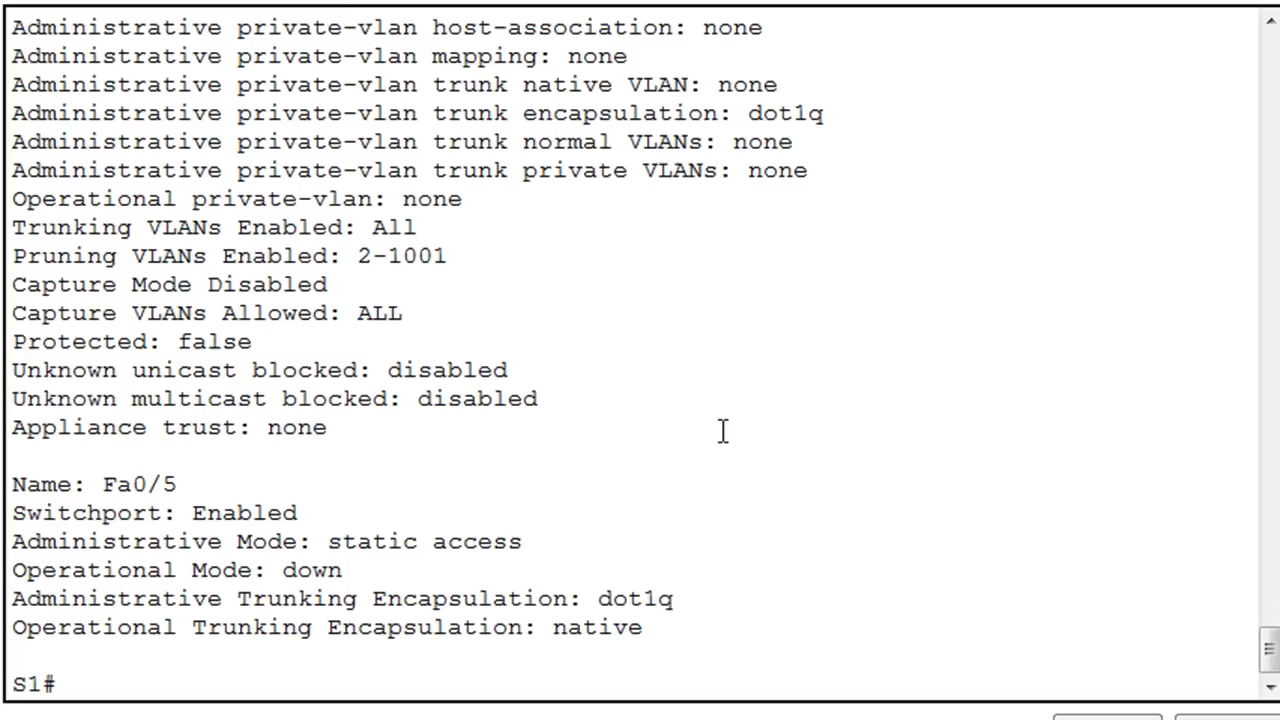 Administrative private-vlan host-association: none
Administrative private-vlan mapping: none
Administrative private-vlan trunk native VLAN: none
Administrative private-vlan trunk encapsulation: dot1q
Administrative private-vlan trunk normal VLANs: none
Administrative private-vlan trunk private VLANs: none
Operational private-vlan: none
Trunking VLANs Enabled: All
Pruning VLANs Enabled: 2-1001
Capture Mode Disabled
Capture VLANs Allowed: ALL
Protected: false
Unknown unicast blocked: disabled
Unknown multicast blocked: disabled
Appliance trust: none
Name: Fa0/5
Switchport: Enabled
Administrative Mode: static access
Operational Mode: down
Administrative Trunking Encapsulation: dot1q
Operational Trunking Encapsulation: native
S1#